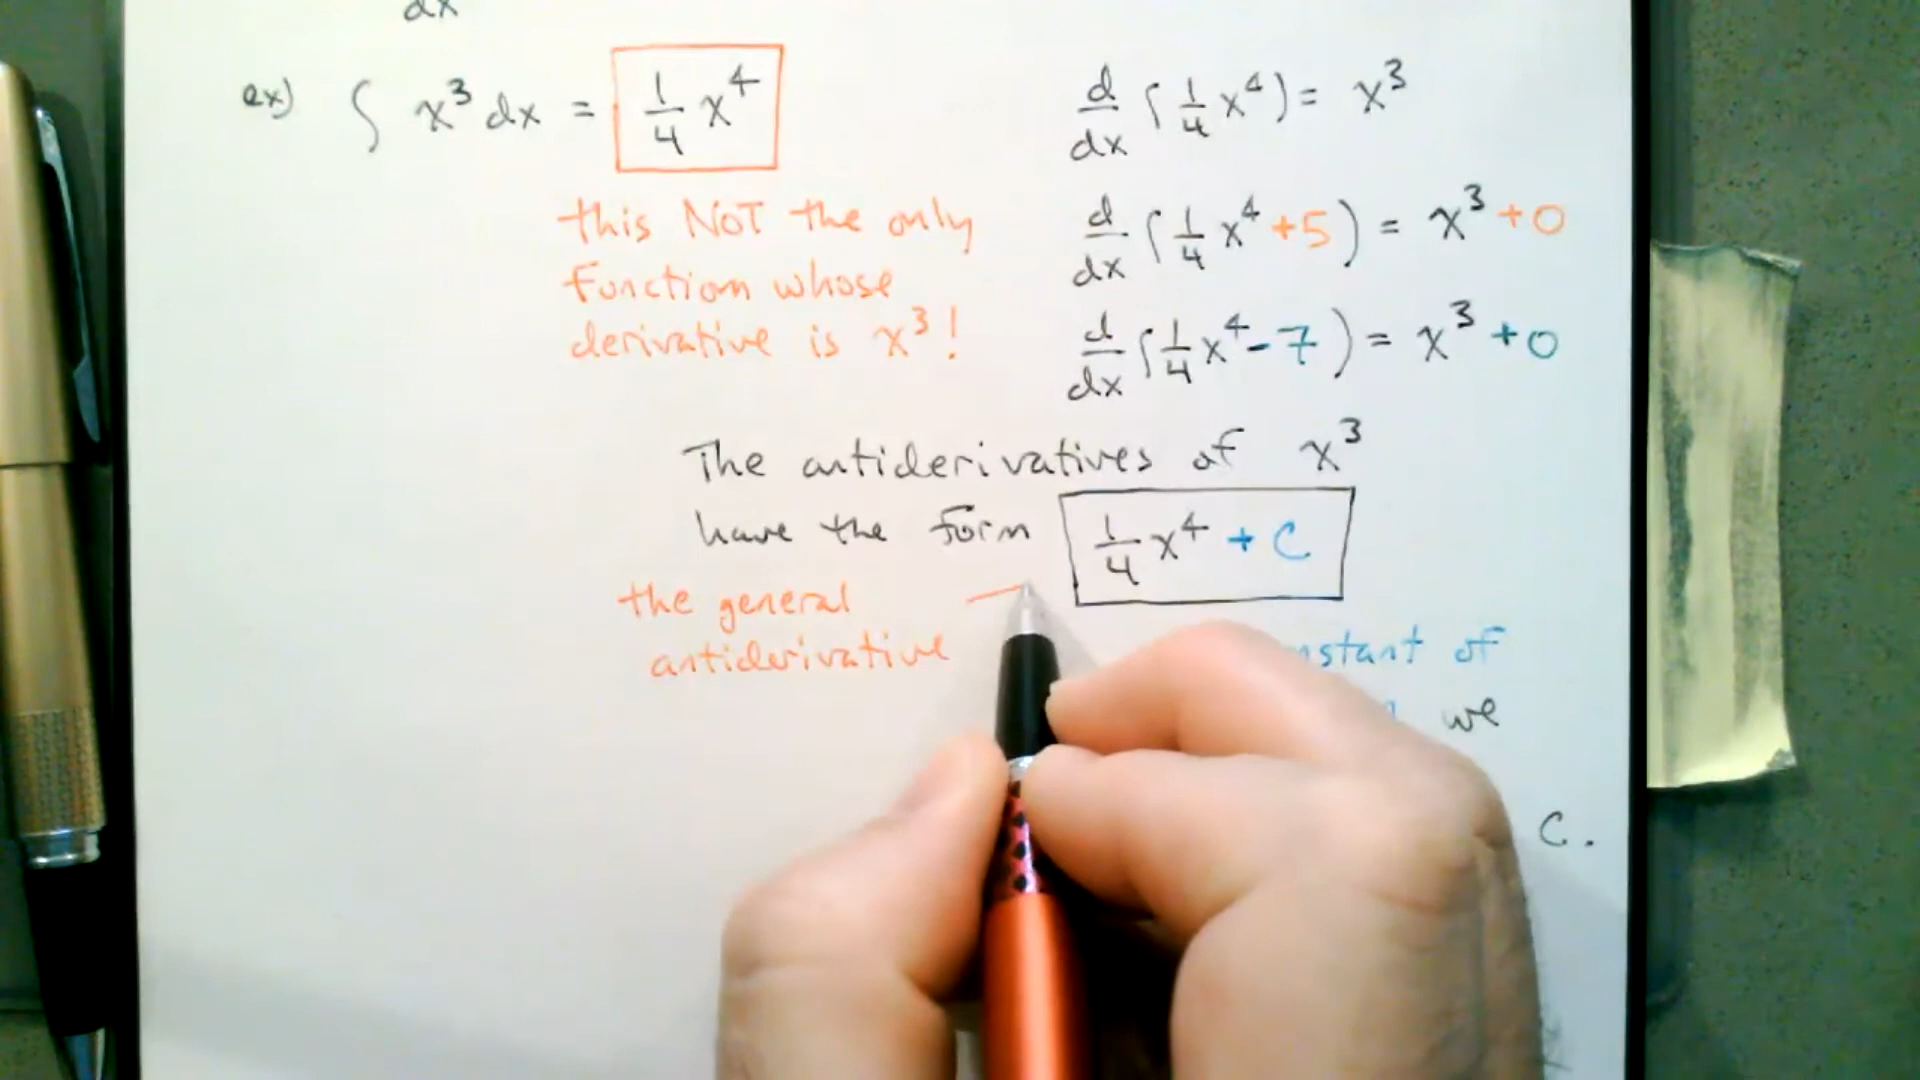 dx
ex) ∫ x³ dx = 1/4 x⁴
d/dx (1/4 x⁴) = x³
this NOT the only
function whose
derivative is x³!
d/dx (1/4 x⁴ +5) = x³ +0
d/dx (1/4 x⁴ - 7) = x³ +0
The antiderivatives of x³
have the form 1/4 x⁴ + C
the general
antiderivative
of
we
C.